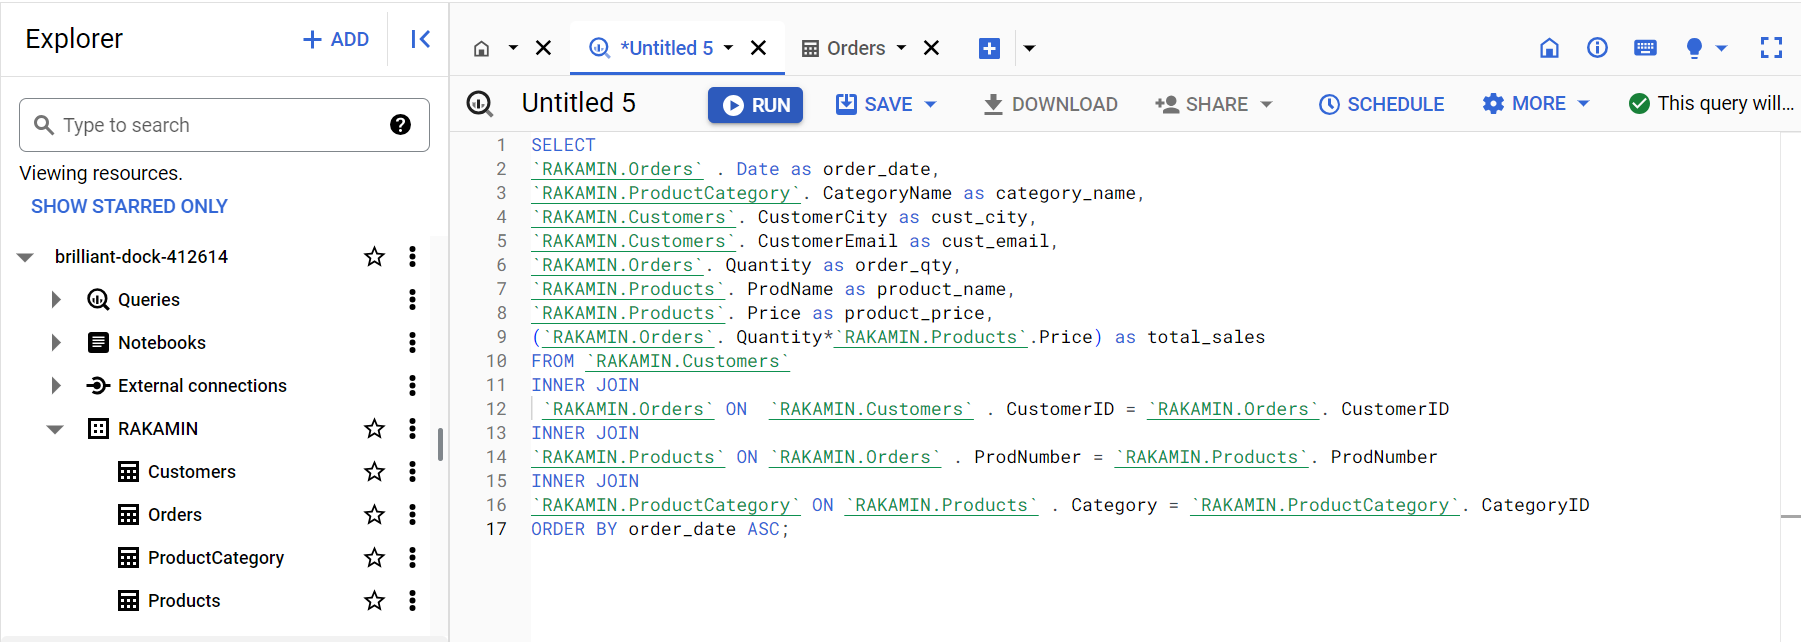 Explorer
+ ADD
Type to search
Viewing resources.
SHOW STARRED ONLY
brilliant-dock-412614
Queries
Notebooks
External connections
RAKAMIN
Customers
Orders
ProductCategory
Products
*Untitled 5
Orders
Untitled 5
RUN
SAVE
DOWNLOAD
SHARE
SCHEDULE
MORE
This query will...
1 SELECT
2 `RAKAMIN.Orders` . Date as order_date,
3 `RAKAMIN.ProductCategory`. CategoryName as category_name,
4 `RAKAMIN.Customers`. CustomerCity as cust_city,
5 `RAKAMIN.Customers`. CustomerEmail as cust_email,
6 `RAKAMIN.Orders`. Quantity as order_qty,
7 `RAKAMIN.Products`. ProdName as product_name,
8 `RAKAMIN.Products`. Price as product_price,
9 (`RAKAMIN.Orders`. Quantity*`RAKAMIN.Products`.Price) as total_sales
10 FROM `RAKAMIN.Customers`
11 INNER JOIN
12 `RAKAMIN.Orders` ON `RAKAMIN.Customers` . CustomerID = `RAKAMIN.Orders`. CustomerID
13 INNER JOIN
14 `RAKAMIN.Products` ON `RAKAMIN.Orders` . ProdNumber = `RAKAMIN.Products`. ProdNumber
15 INNER JOIN
16 `RAKAMIN.ProductCategory` ON `RAKAMIN.Products` . Category = `RAKAMIN.ProductCategory`. CategoryID
17 ORDER BY order_date ASC;